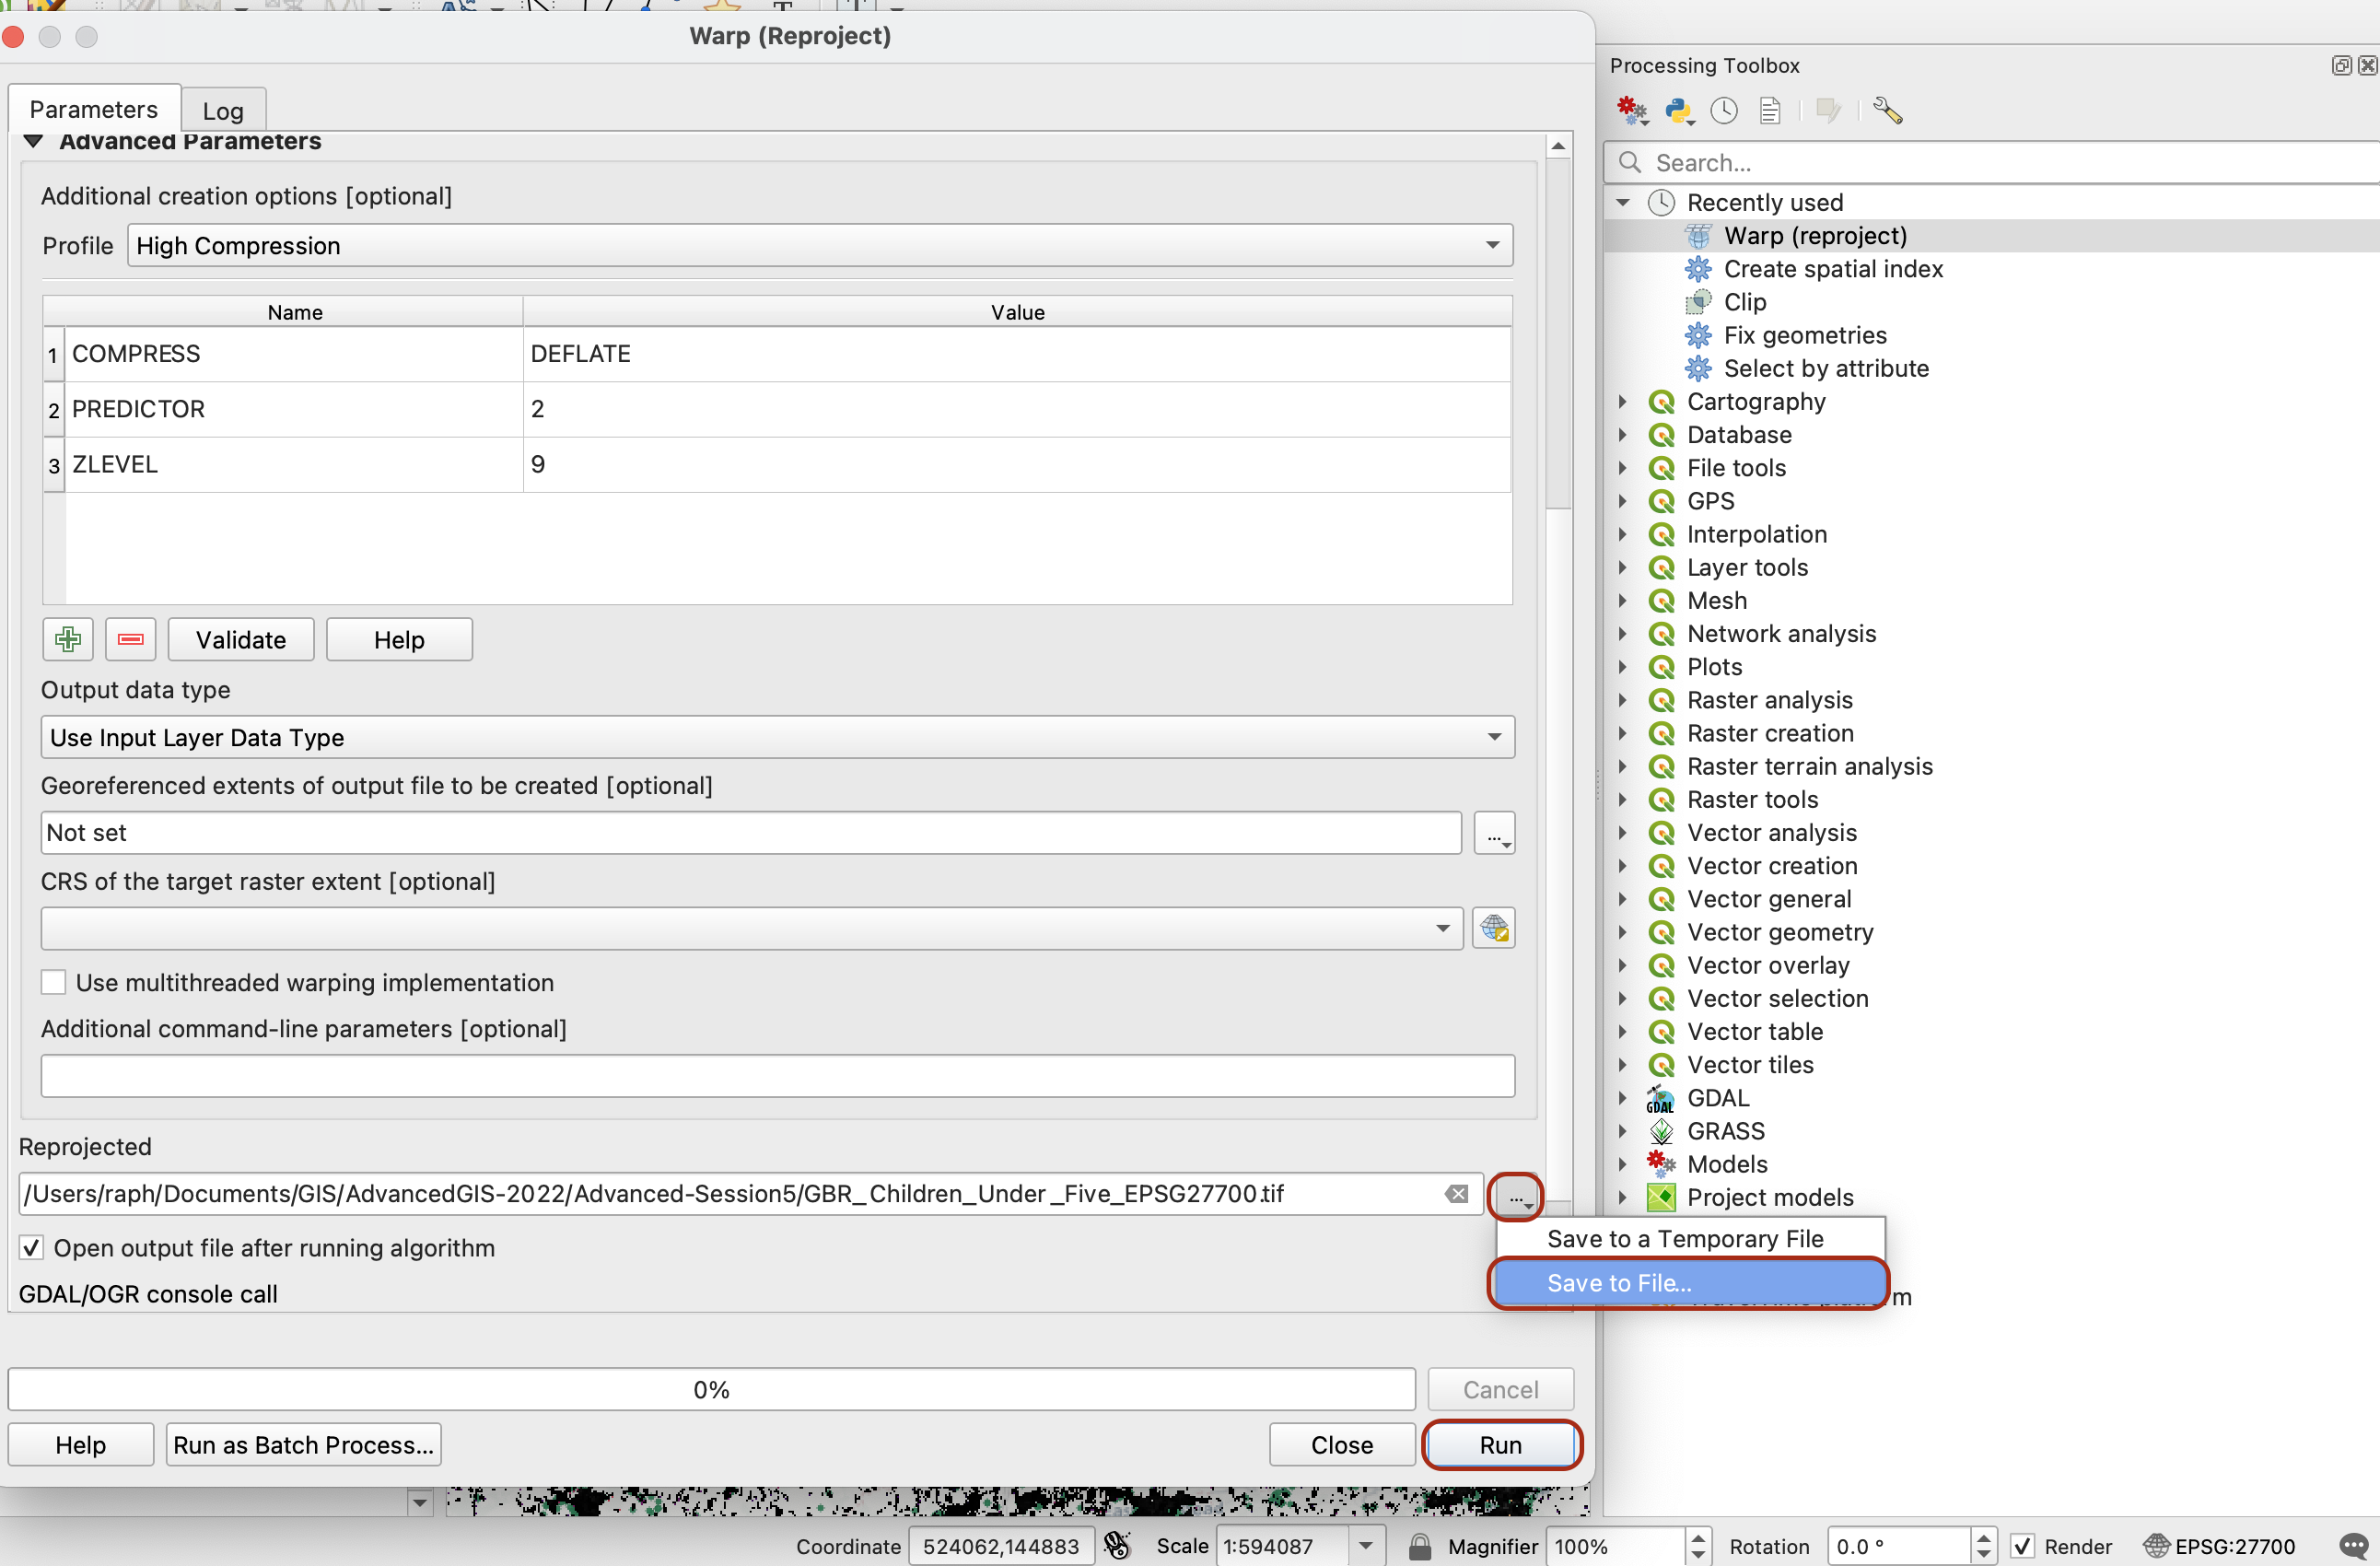 Warp (Reproject)
Parameters
Log
Advanced Parameters
Additional creation options [optional]
Profile
High Compression
Name
Value
1 COMPRESS DEFLATE
2 PREDICTOR 2
3 ZLEVEL 9
Validate
Help
Output data type
Use Input Layer Data Type
Georeferenced extents of output file to be created [optional]
Not set
...
CRS of the target raster extent [optional]
Use multithreaded warping implementation
Additional command-line parameters [optional]
Reprojected
/Users/raph/Documents/GIS/AdvancedGIS-2022/Advanced-Session5/GBR_Children_Under_Five_EPSG27700.tif
...
Open output file after running algorithm
GDAL/OGR console call
Save to a Temporary File
Save to File...
0%
Cancel
Help
Run as Batch Process...
Close
Run
Processing Toolbox
Search...
Recently used
Warp (reproject)
Create spatial index
Clip
Fix geometries
Select by attribute
Cartography
Database
File tools
GPS
Interpolation
Layer tools
Mesh
Network analysis
Plots
Raster analysis
Raster creation
Raster terrain analysis
Raster tools
Vector analysis
Vector creation
Vector general
Vector geometry
Vector overlay
Vector selection
Vector table
Vector tiles
GDAL GDAL
GRASS
Models
Project models
Coordinate 524062,144883 Scale 1:594087 Magnifier 100% Rotation 0.0 ° Render EPSG:27700